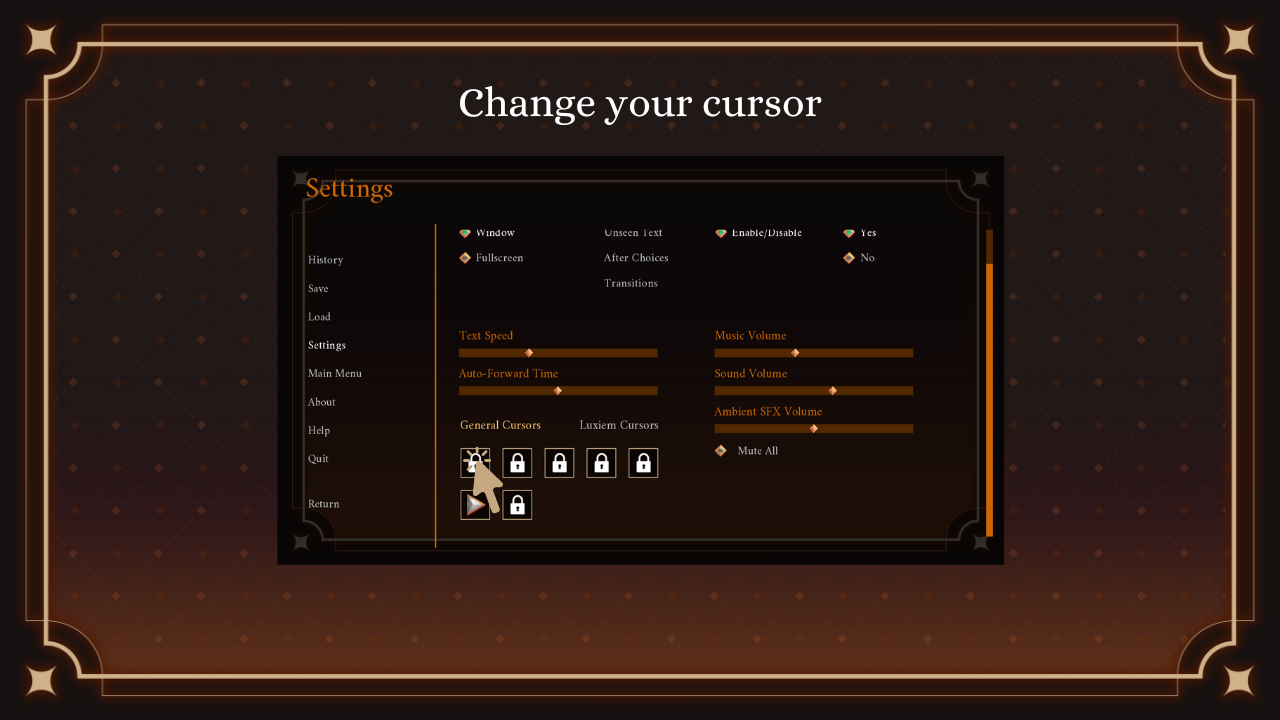 Change your cursor
Settings
History
Save
Load
Settings
Main Menu
About
Help
Quit
Return
Window
Fullscreen
Unseen Text
After Choices
Transitions
Enable/Disable
Yes
No
Text Speed
Auto-Forward Time
Music Volume
Sound Volume
Ambient SFX Volume
Mute All
General Cursors Luxiem Cursors